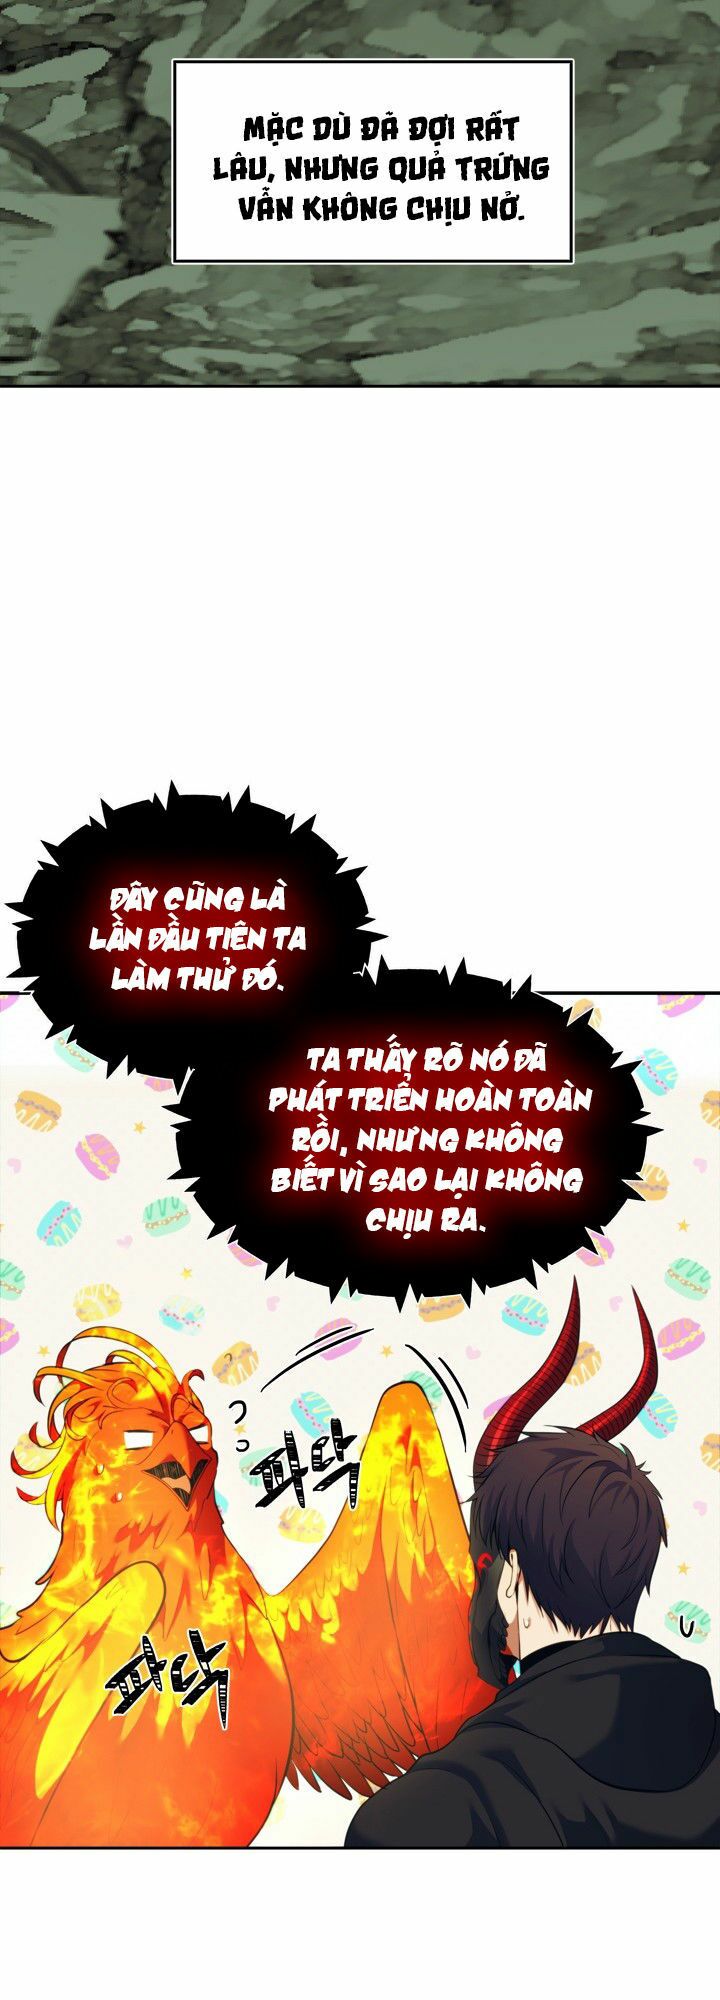 MẶC DÙ ĐÃ ĐỢI RẤT
LÂU, NHƯNG QUẢ TRỨNG
VẪN KHÔNG CHỊU NỞ.
ĐÂY CŨNG LÀ
LẦN ĐẦU TIÊN TA
LÀM THỬ ĐÓ.
TA THẤY RÕ NÓ ĐÃ
PHÁT TRIỂN HOÀN TOÀN
RỒI, NHƯNG KHÔNG
BIẾT VÌ SAO LẠI KHÔNG
CHỊU RA.
파닥
파닥